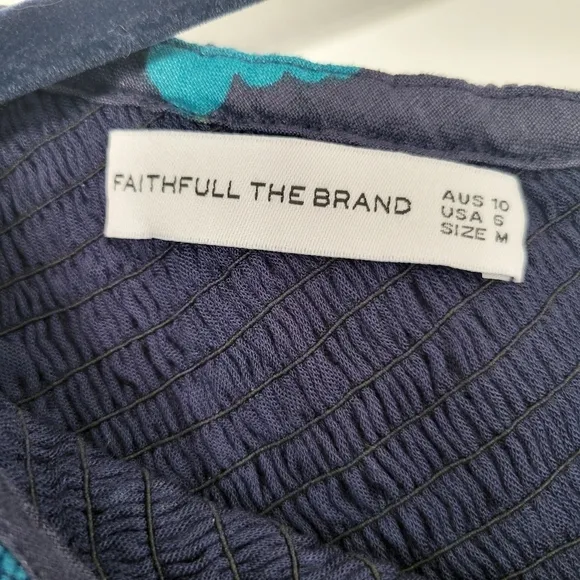 FAITHFULL THE BRAND
AUS 10
USA 6
SIZE M